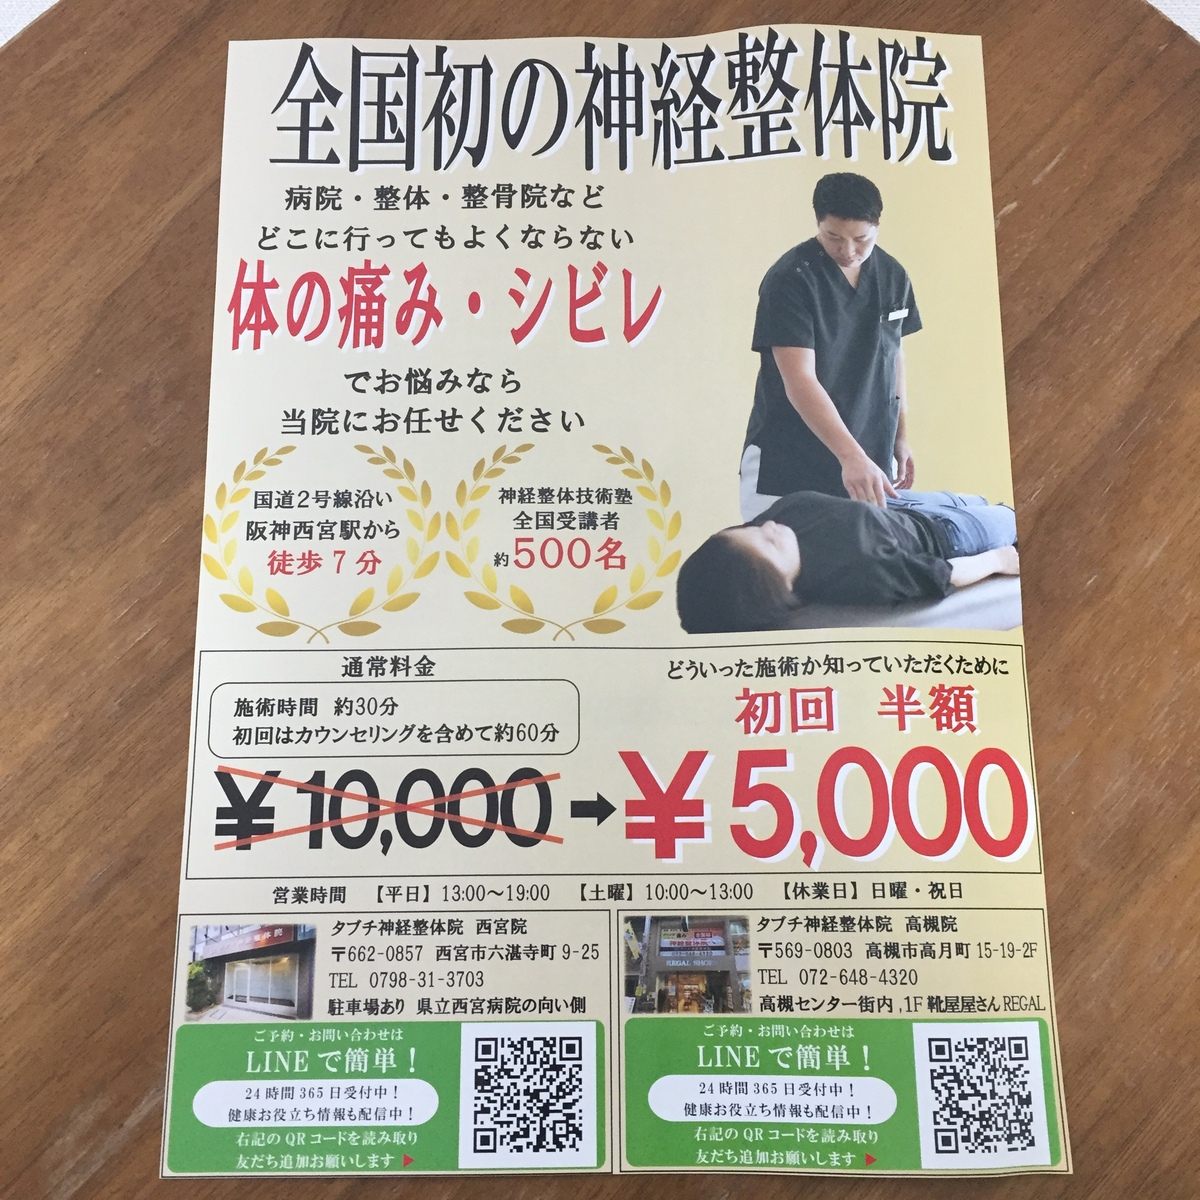 全国初の神経整体院
病院・整体・整骨院など
どこに行ってもよくならない
体の痛み・シビレ
でお悩みなら
当院にお任せください
国道2号線沿い
阪神西宮駅から
徒歩7分
神経整体技術塾
全国受講者
約500名
通常料金
施術時間 約30分
初回はカウンセリングを含めて約60分
¥10,000
どういった施術か知っていただくために
初回 半額
¥5,000
営業時間 【平日】13:00～19:00 【土曜】10:00～13:00 【休業日】日曜・祝日
タブチ神経整体院 西宮院
〒662-0857 西宮市六湛寺町9-25
TEL 0798-31-3703
駐車場あり 県立西宮病院の向い側
ご予約・お問い合わせは
LINEで簡単！
24時間365日受付中！
健康お役立ち情報も配信中！
右記のQRコードを読み取り
友だち追加お願いします▶
タブチ神経整体院 高槻院
〒569-0803 高槻市高月町15-19-2F
TEL 072-648-4320
高槻センター街内,1F靴屋屋さんREGAL
REGAL SHOES
ご予約・お問い合わせは
LINEで簡単！
24時間365日受付中！
健康お役立ち情報も配信中！
右記のQRコードを読み取り
友だち追加お願いします▶